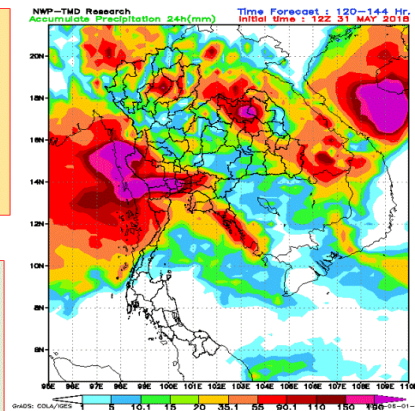 NWP-TMD Research
Time Forecast : 120-144 Hr.
Accumulate Precipitation 24h(mm)
Initial time : 12Z 31 MAY 2018
20N
18N
16N
14N
12N
10N
8N
6N
95E 96E 97E 98E 99E 100E 101E 102E 103E 104E 105E 106E 107E 108E 109E 110E
GrADS: COLA/IGES
1 5 10.1 15 20 35.1 55 90.1 110 150